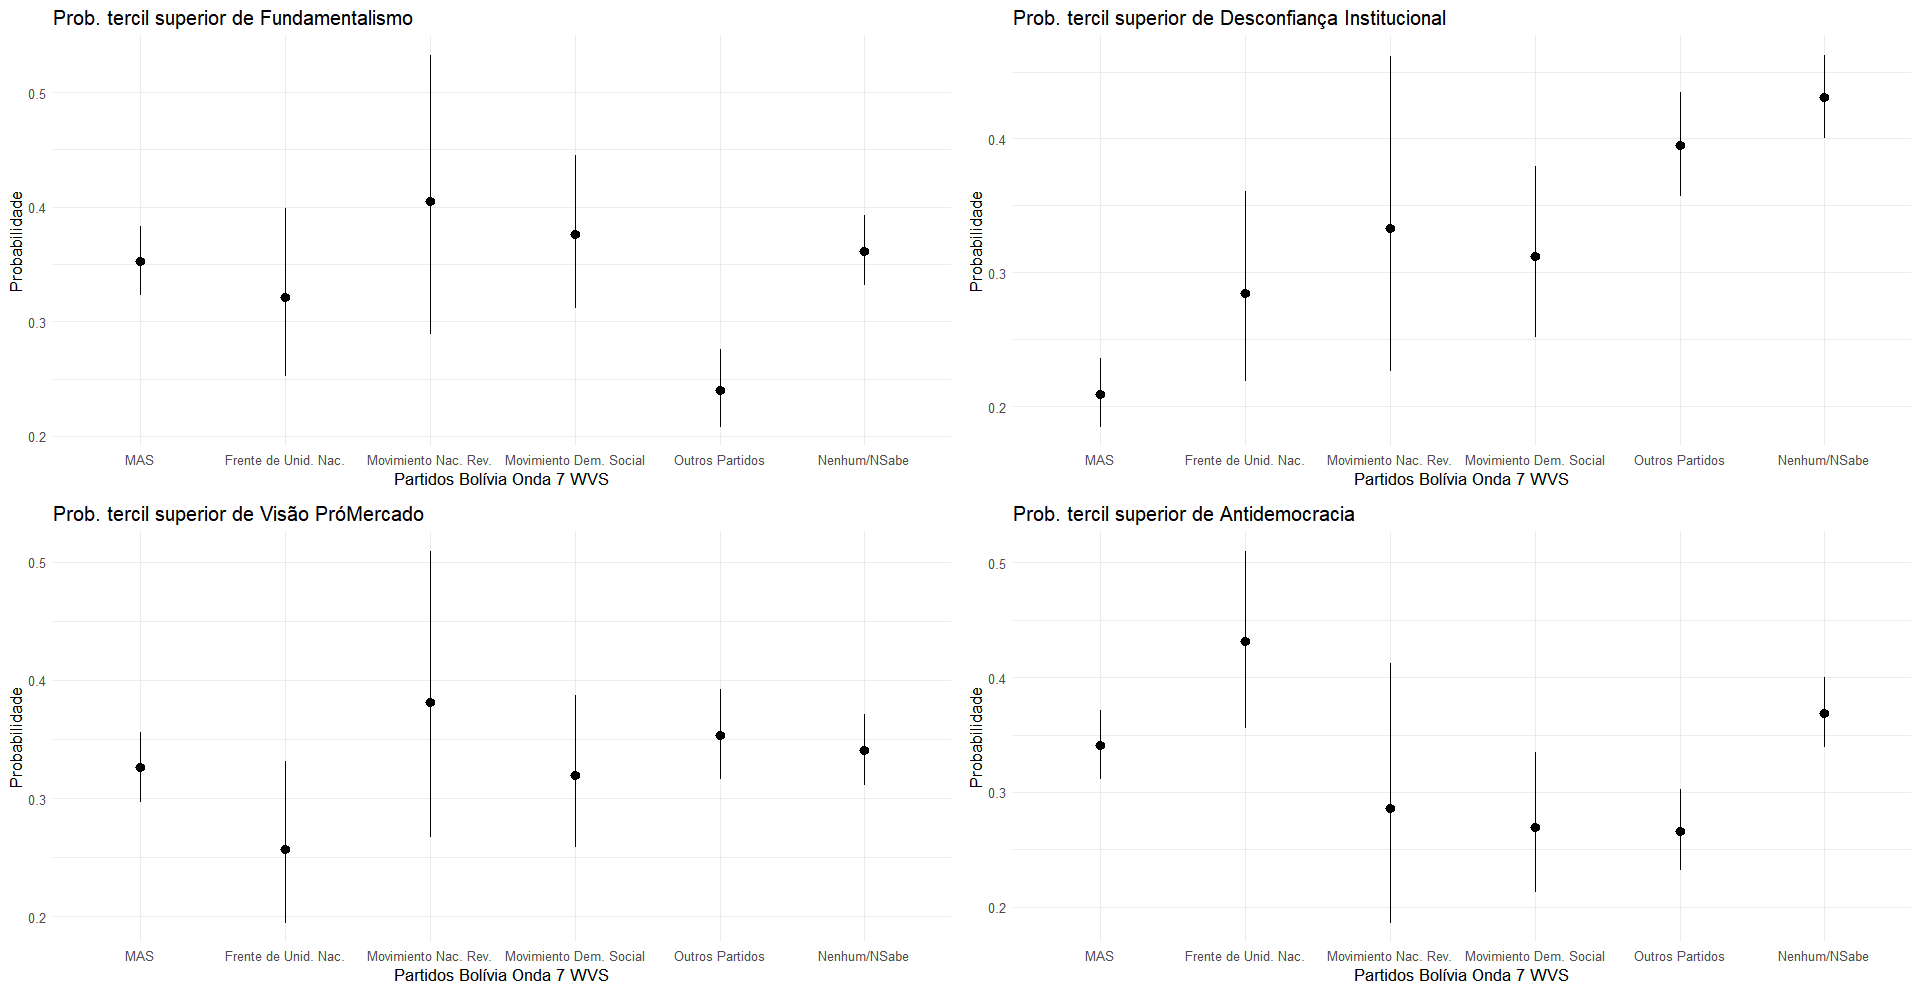 Prob. tercil superior de Fundamentalismo
Probabilidade
0.5
0.4
0.3
0.2
MAS Frente de Unid. Nac. Movimiento Nac. Rev. Movimiento Dem. Social Outros Partidos Nenhum/NSabe
Partidos Bolívia Onda 7 WVS
Prob. tercil superior de Desconfiança Institucional
Probabilidade
0.4
0.3
0.2
MAS Frente de Unid. Nac. Movimiento Nac. Rev. Movimiento Dem. Social Outros Partidos Nenhum/NSabe
Partidos Bolívia Onda 7 WVS
Prob. tercil superior de Visão PróMercado
Probabilidade
0.5
0.4
0.3
0.2
MAS Frente de Unid. Nac. Movimiento Nac. Rev. Movimiento Dem. Social Outros Partidos Nenhum/NSabe
Partidos Bolívia Onda 7 WVS
Prob. tercil superior de Antidemocracia
Probabilidade
0.5
0.4
0.3
0.2
MAS Frente de Unid. Nac. Movimiento Nac. Rev. Movimiento Dem. Social Outros Partidos Nenhum/NSabe
Partidos Bolívia Onda 7 WVS